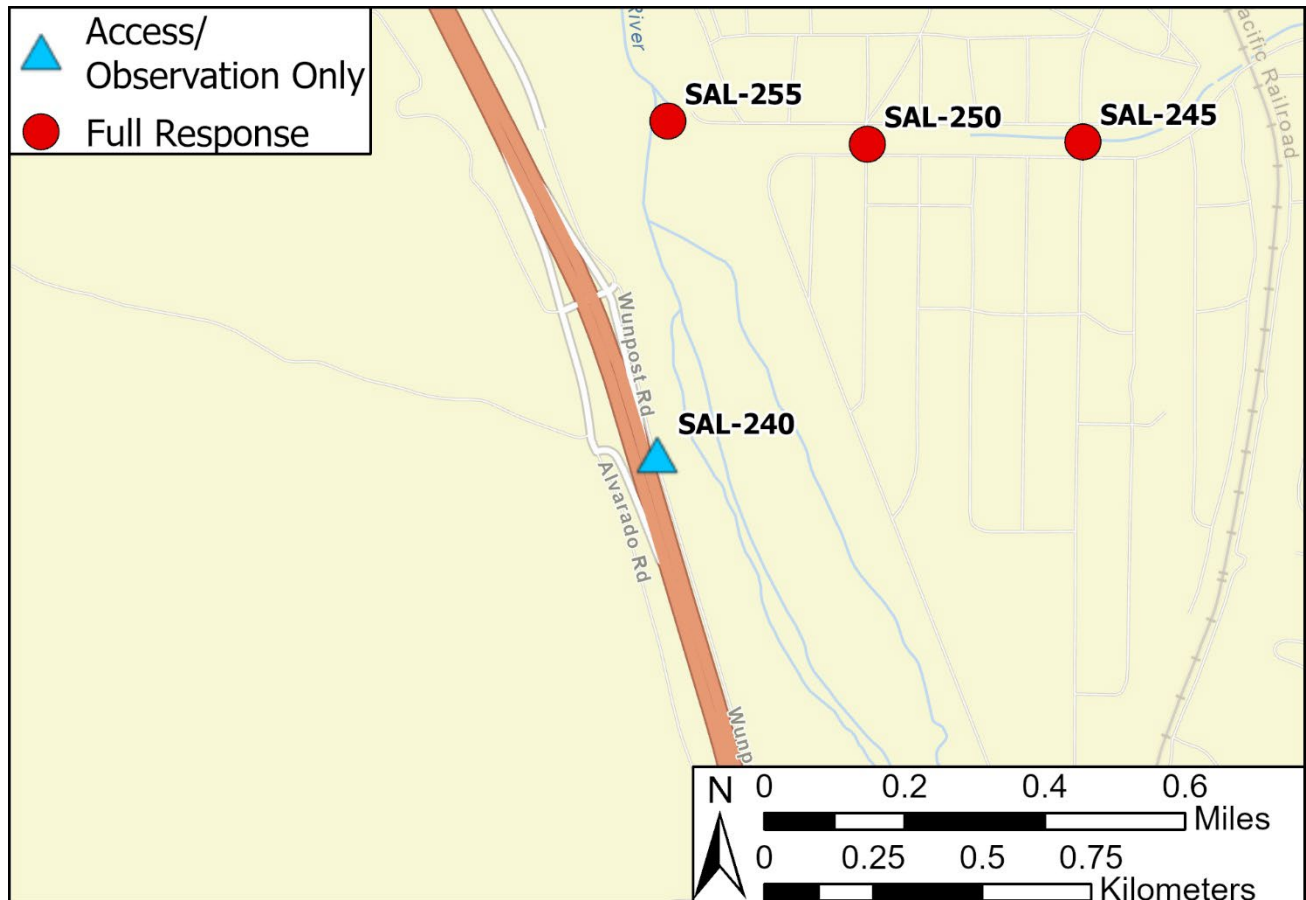 Access/
Observation Only
Full Response
River
SAL-255
SAL-250
SAL-245
acific Railroad
Wunpost Rd
SAL-240
Alvarado Rd
Wunp
N
0 0.2 0.4 0.6
Miles
0 0.25 0.5 0.75
Kilometers